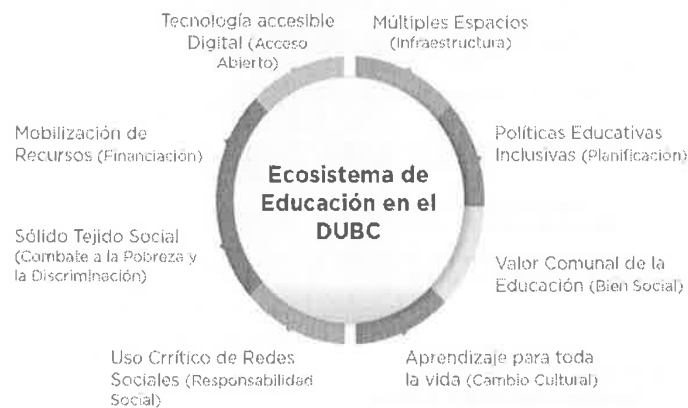 Tecnología accesible
Digital (Acceso
Abierto)
Múltiples Espacios
(Infraestructura)
Mobilización de
Recursos (Financiación)
Políticas Educativas
Inclusivas (Planificación)
Ecosistema de
Educación en el
DUBC
Sólido Tejido Social
(Combate a la Pobreza y
la Discriminación)
Valor Comunal de la
Educación (Bien Social)
Uso Crrítico de Redes
Sociales (Responsabilidad
Social)
Aprendizaje para toda
la vida (Cambio Cultural)